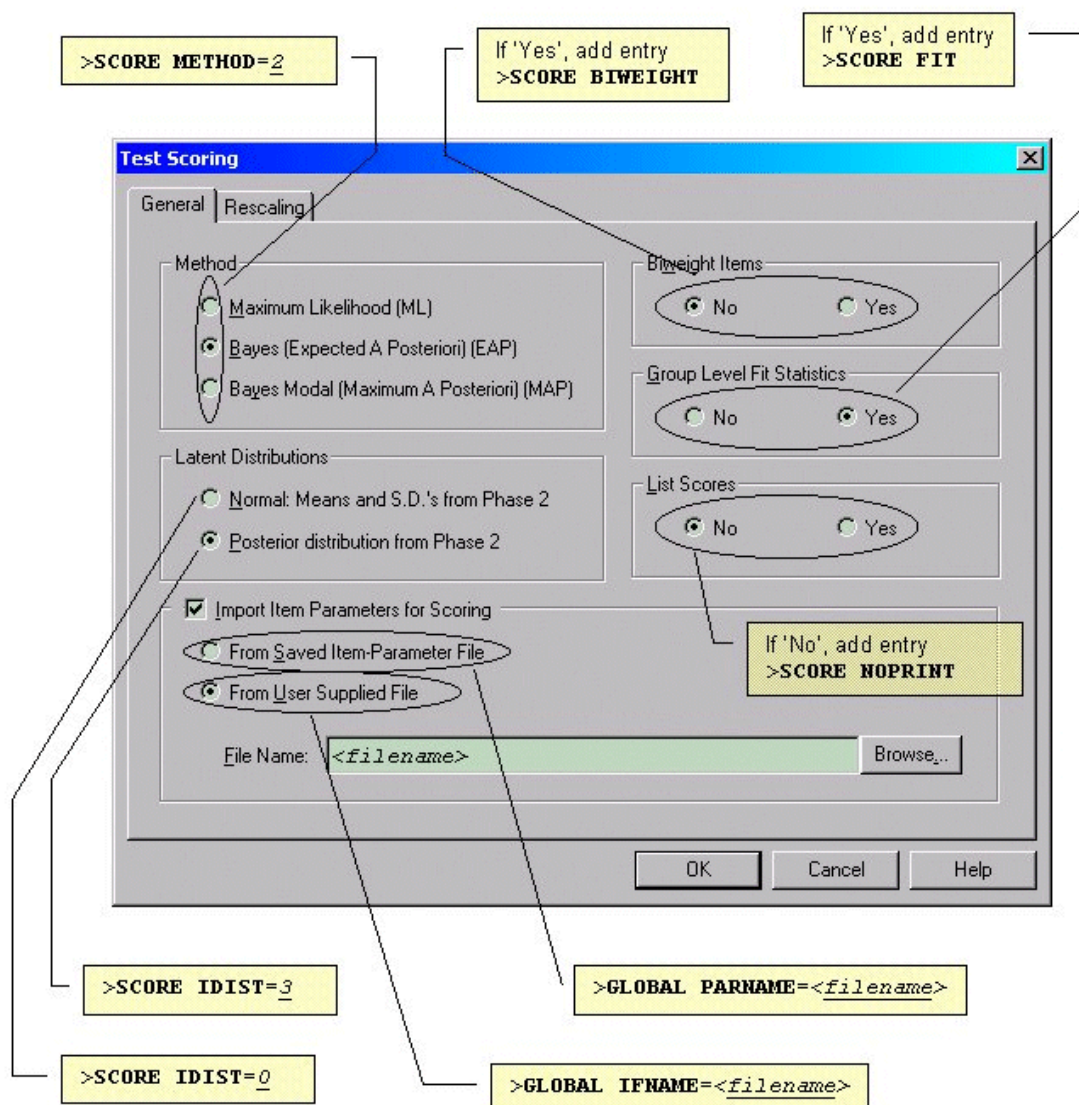 >SCORE METHOD=2
If 'Yes', add entry
>SCORE BIWEIGHT
If 'Yes', add entry
>SCORE FIT
Test Scoring
General
Rescaling
Method
Maximum Likelihood (ML)
Bayes (Expected A Posteriori) (EAP)
Bayes Modal (Maximum A Posteriori) (MAP)
Biweight Items
No
Yes
Group Level Fit Statistics
No
Yes
Latent Distributions
Normal: Means and S.D.'s from Phase 2
Posterior distribution from Phase 2
List Scores
No
Yes
Import Item Parameters for Scoring
From Saved Item-Parameter File
From User Supplied File
If 'No', add entry
>SCORE NOPRINT
File Name:
<filename>
Browse...
OK
Cancel
Help
>SCORE IDIST=3
>GLOBAL PARNAME=<filename>
>SCORE IDIST=0
>GLOBAL IFNAME=<filename>